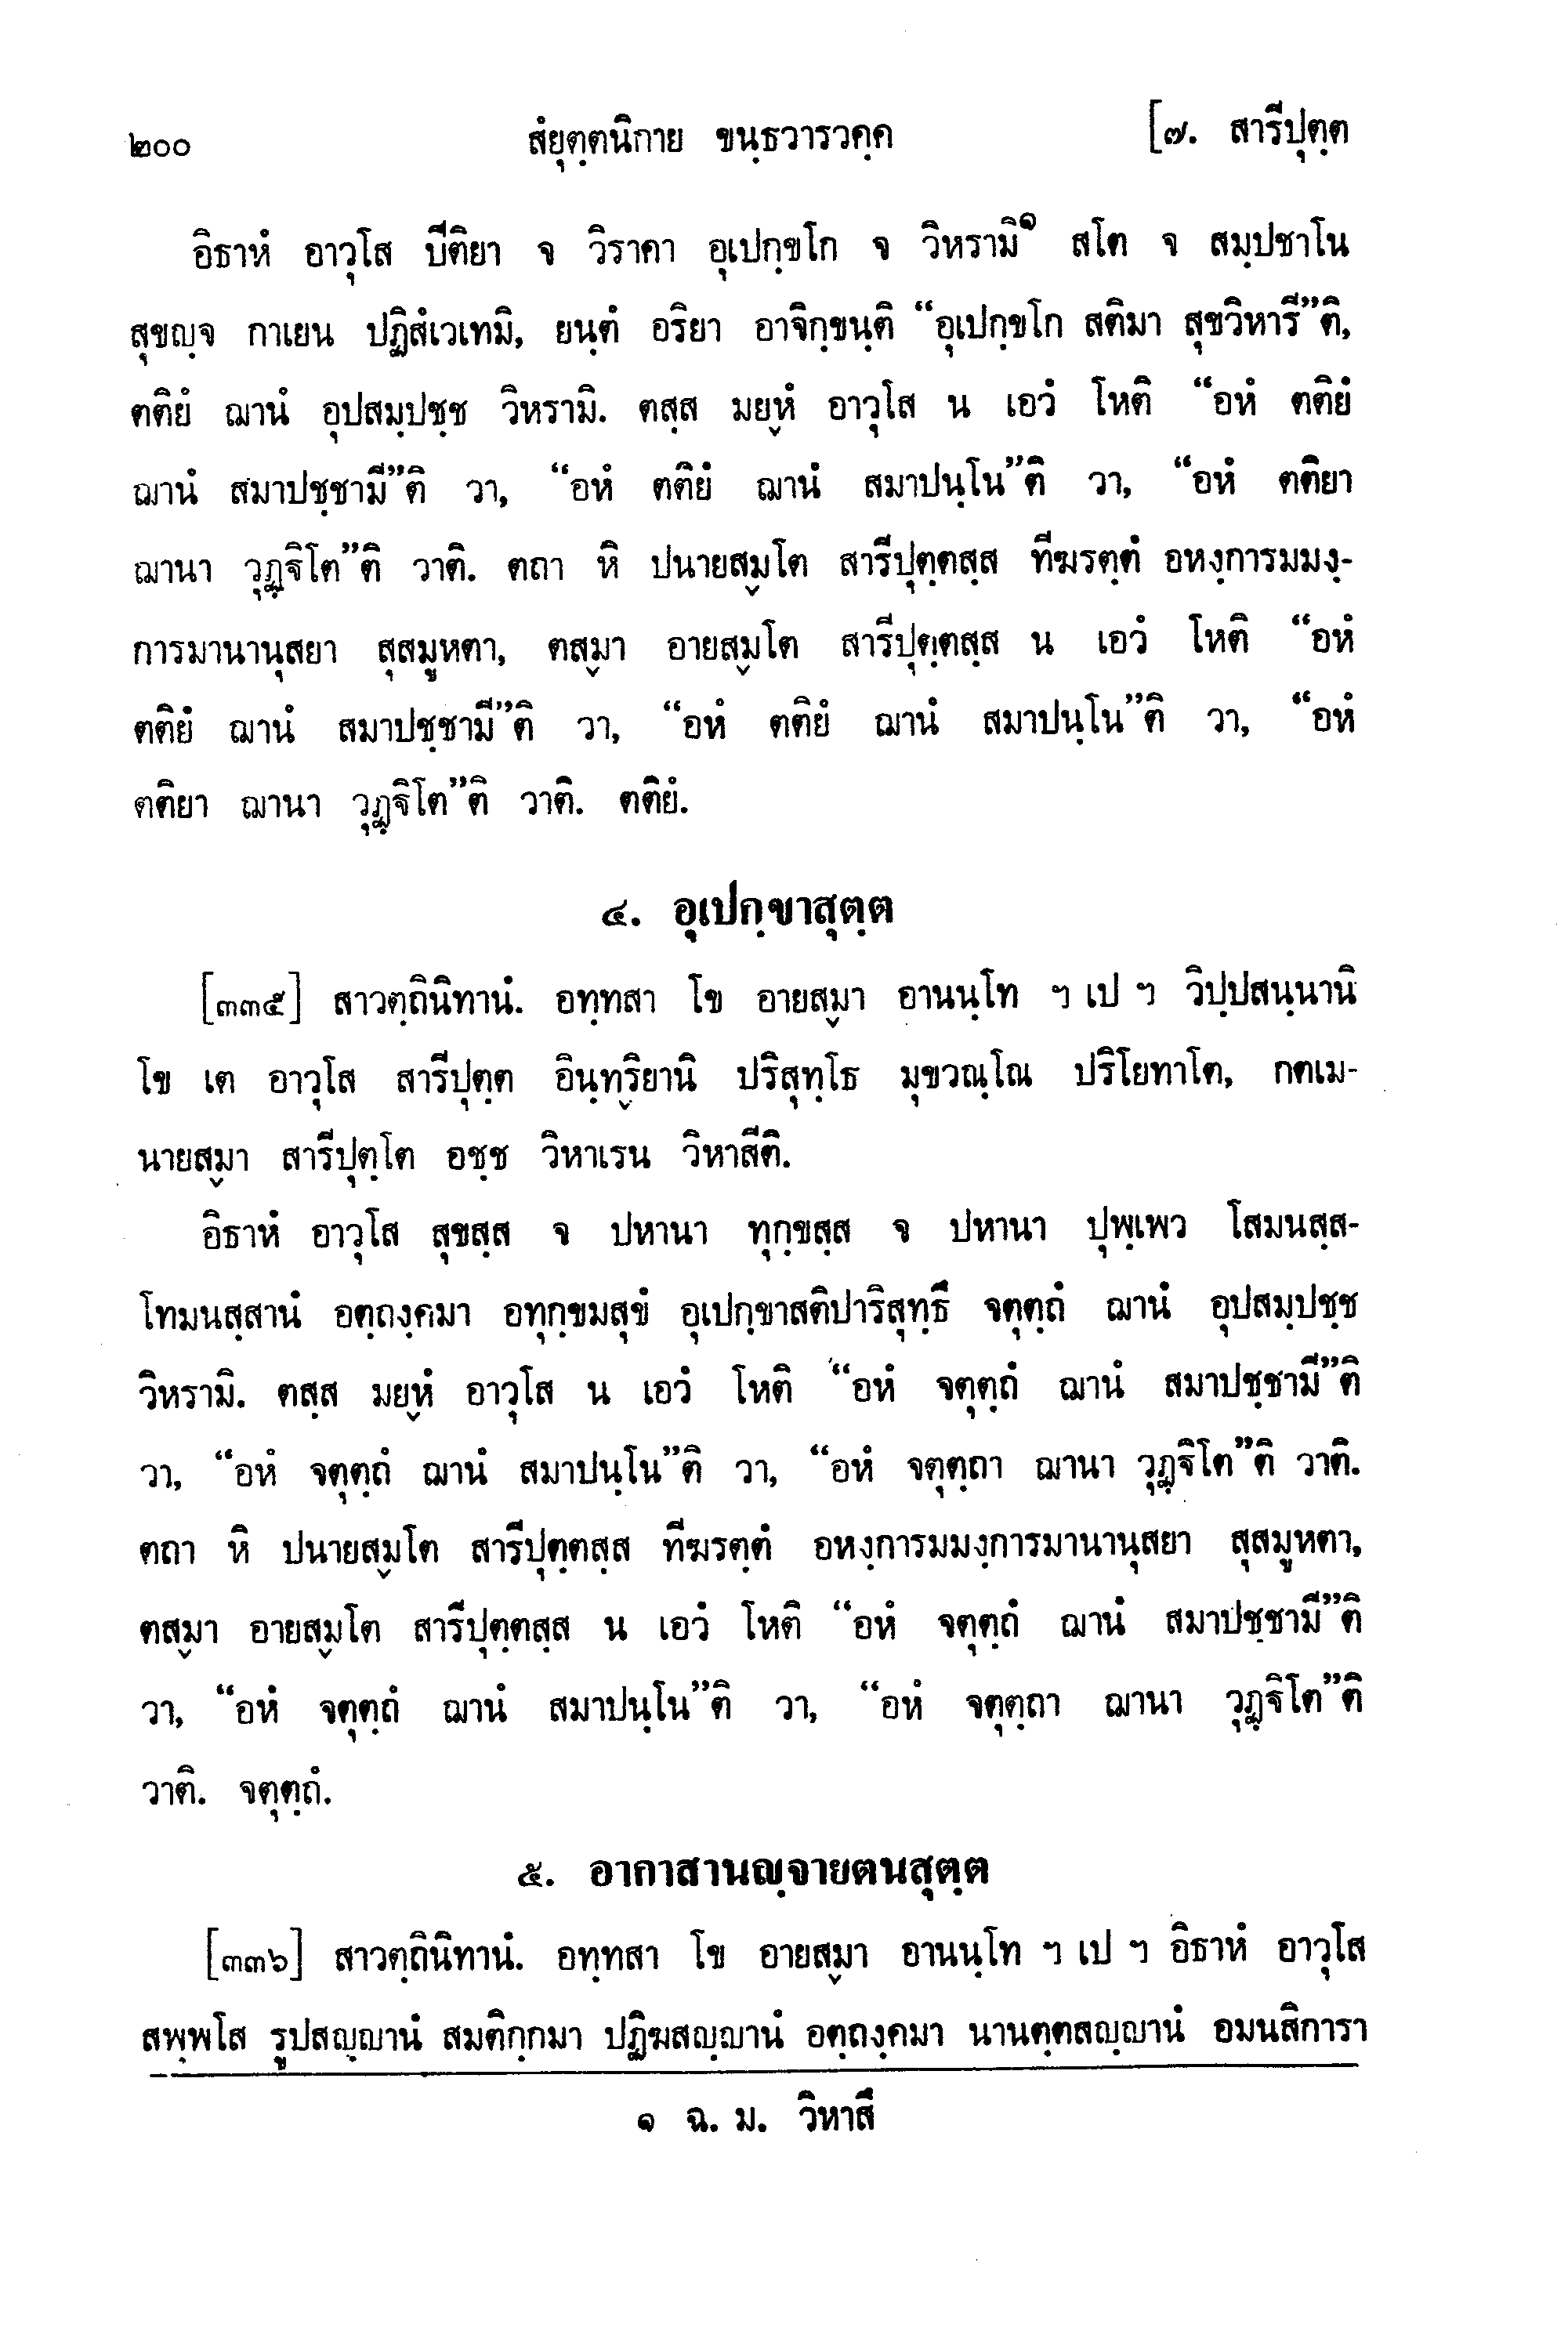 ๒๐๐ สํยุตฺตนิกาย ขนฺธวารวคฺค [๗. สารีปุตฺต
อิธาหํ อาวุโส ปีติยา จ วิราคา อุเปกฺขโก จ วิหรามิ๑ สโต จ สมฺปชาโน
สุขญฺจ กาเยน ปฏิสํเวเทมิ, ยนฺตํ อริยา อาจิกฺขนฺติ “อุเปกฺขโก สติมา สุขวิหารี”ติ,
ตติยํ ฌานํ อุปสมฺปชฺช วิหรามิ. ตสฺส มยฺหํ อาวุโส น เอวํ โหติ “อหํ ตติยํ
ฌานํ สมาปชฺชามี”ติ วา, “อหํ ตติยํ ฌานํ สมาปนฺโน”ติ วา, “อหํ ตติยา
ฌานา วุฏฺฐิโต”ติ วาติ. ตถา หิ ปนายสฺมโต สารีปุตฺตสฺส ทีฆรตฺตํ อหงฺการมมงฺ-
การมานานุสยา สุสมูหตา, ตสฺมา อายสฺมโต สารีปุตฺตสฺส น เอวํ โหติ “อหํ
ตติยํ ฌานํ สมาปชฺชามี”ติ วา, “อหํ ตติยํ ฌานํ สมาปนฺโน”ติ วา, “อหํ
ตติยา ฌานา วุฏฺฐิโต”ติ วาติ. ตติยํ.
๔. อุเปกฺขาสุตฺต
[๓๓๕] สาวตฺถินิทานํ. อทฺทสา โข อายสฺมา อานนฺโท ฯ เป ฯ วิปฺปสนฺนานิ
โข เต อาวุโส สารีปุตฺต อินฺทฺริยานิ ปริสุทฺโธ มุขวณฺโณ ปริโยทาโต, กตเม-
นายสฺมา สารีปุตฺโต อชฺช วิหาเรน วิหาสีติ.
อิธาหํ อาวุโส สุขสฺส จ ปหานา ทุกฺขสฺส จ ปหานา ปุพฺเพว โสมนสฺส-
โทมนสฺสานํ อตฺถงฺคมา อทุกฺขมสุขํ อุเปกฺขาสติปาริสุทฺธึ จตุตฺถํ ฌานํ อุปสมฺปชฺช
วิหรามิ. ตสฺส มยฺหํ อาวุโส น เอวํ โหติ “อหํ จตุตฺถํ ฌานํ สมาปชฺชามี”ติ
วา, “อหํ จตุตฺถํ ฌานํ สมาปนฺโน”ติ วา, “อหํ จตุตฺถา ฌานา วุฏฺฐิโต”ติ วาติ.
ตถา หิ ปนายสฺมโต สารีปุตฺตสฺส ทีฆรตฺตํ อหงฺการมมงฺการมานานุสยา สุสมูหตา,
ตสฺมา อายสฺมโต สารีปุตฺตสฺส น เอวํ โหติ “อหํ จตุตฺถํ ฌานํ สมาปชฺชามี”ติ
วา, “อหํ จตุตฺถํ ฌานํ สมาปนฺโน”ติ วา, “อหํ จตุตฺถา ฌานา วุฏฺฐิโต”ติ
วาติ. จตุตฺถํ.
๕. อากาสานญฺจายตนสุตฺต
[๓๓๖] สาวตฺถินิทานํ. อทฺทสา โข อายสฺมา อานนฺโท ฯ เป ฯ อิธาหํ อาวุโส
สพฺพโส รูปสญฺญานํ สมติกฺกมา ปฏิฆสญฺญานํ อตฺถงฺคมา นานตฺตสญฺญานํ อมนสิการา
๑ ฉ. ม. วิหาสึ